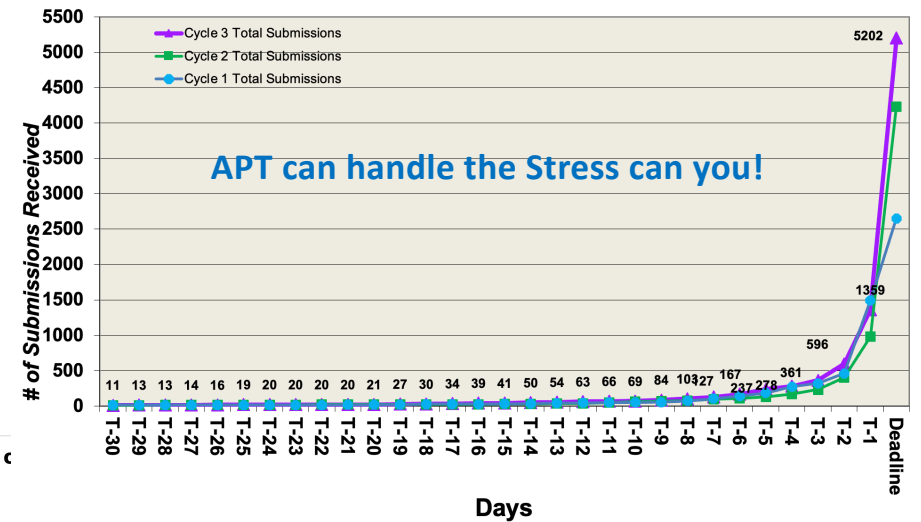 5500
5000
4500
4000
3500
3000
2500
2000
1500
1000
500
0
# of Submissions Received
Cycle 3 Total Submissions
Cycle 2 Total Submissions
Cycle 1 Total Submissions
APT can handle the Stress can you!
5202
1359
596
11 13 13 14 16 19 20 20 20 20 21 27 30 34 39 41 50 54 63 66 69 84 103 127 167 237 278 361
T-30 T-29 T-28 T-27 T-26 T-25 T-24 T-23 T-22 T-21 T-20 T-19 T-18 T-17 T-16 T-15 T-14 T-13 T-12 T-11 T-10 T-9 T-8 T-7 T-6 T-5 T-4 T-3 T-2 T-1 Deadline
Days